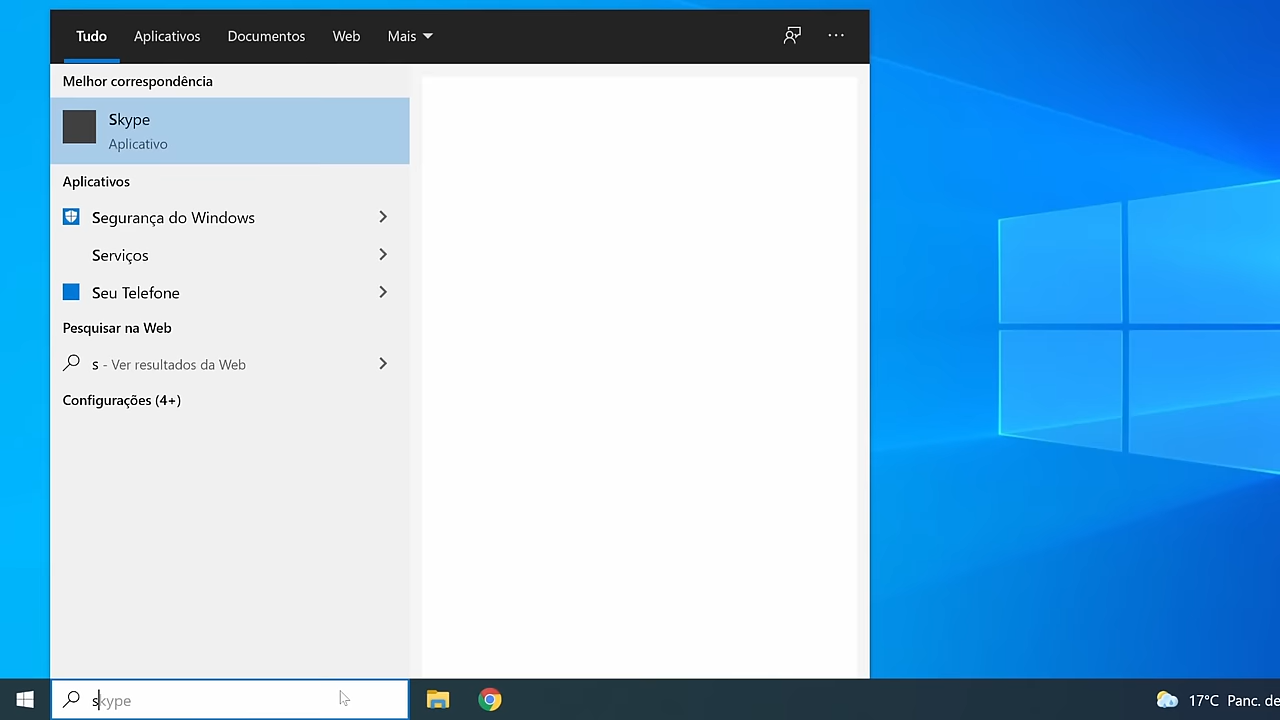 Tudo Aplicativos Documentos Web Mais
Melhor correspondência
Skype
Aplicativo
Aplicativos
Segurança do Windows
Serviços
Seu Telefone
Pesquisar na Web
s - Ver resultados da Web
Configurações (4+)
skype
17°C Panc. de